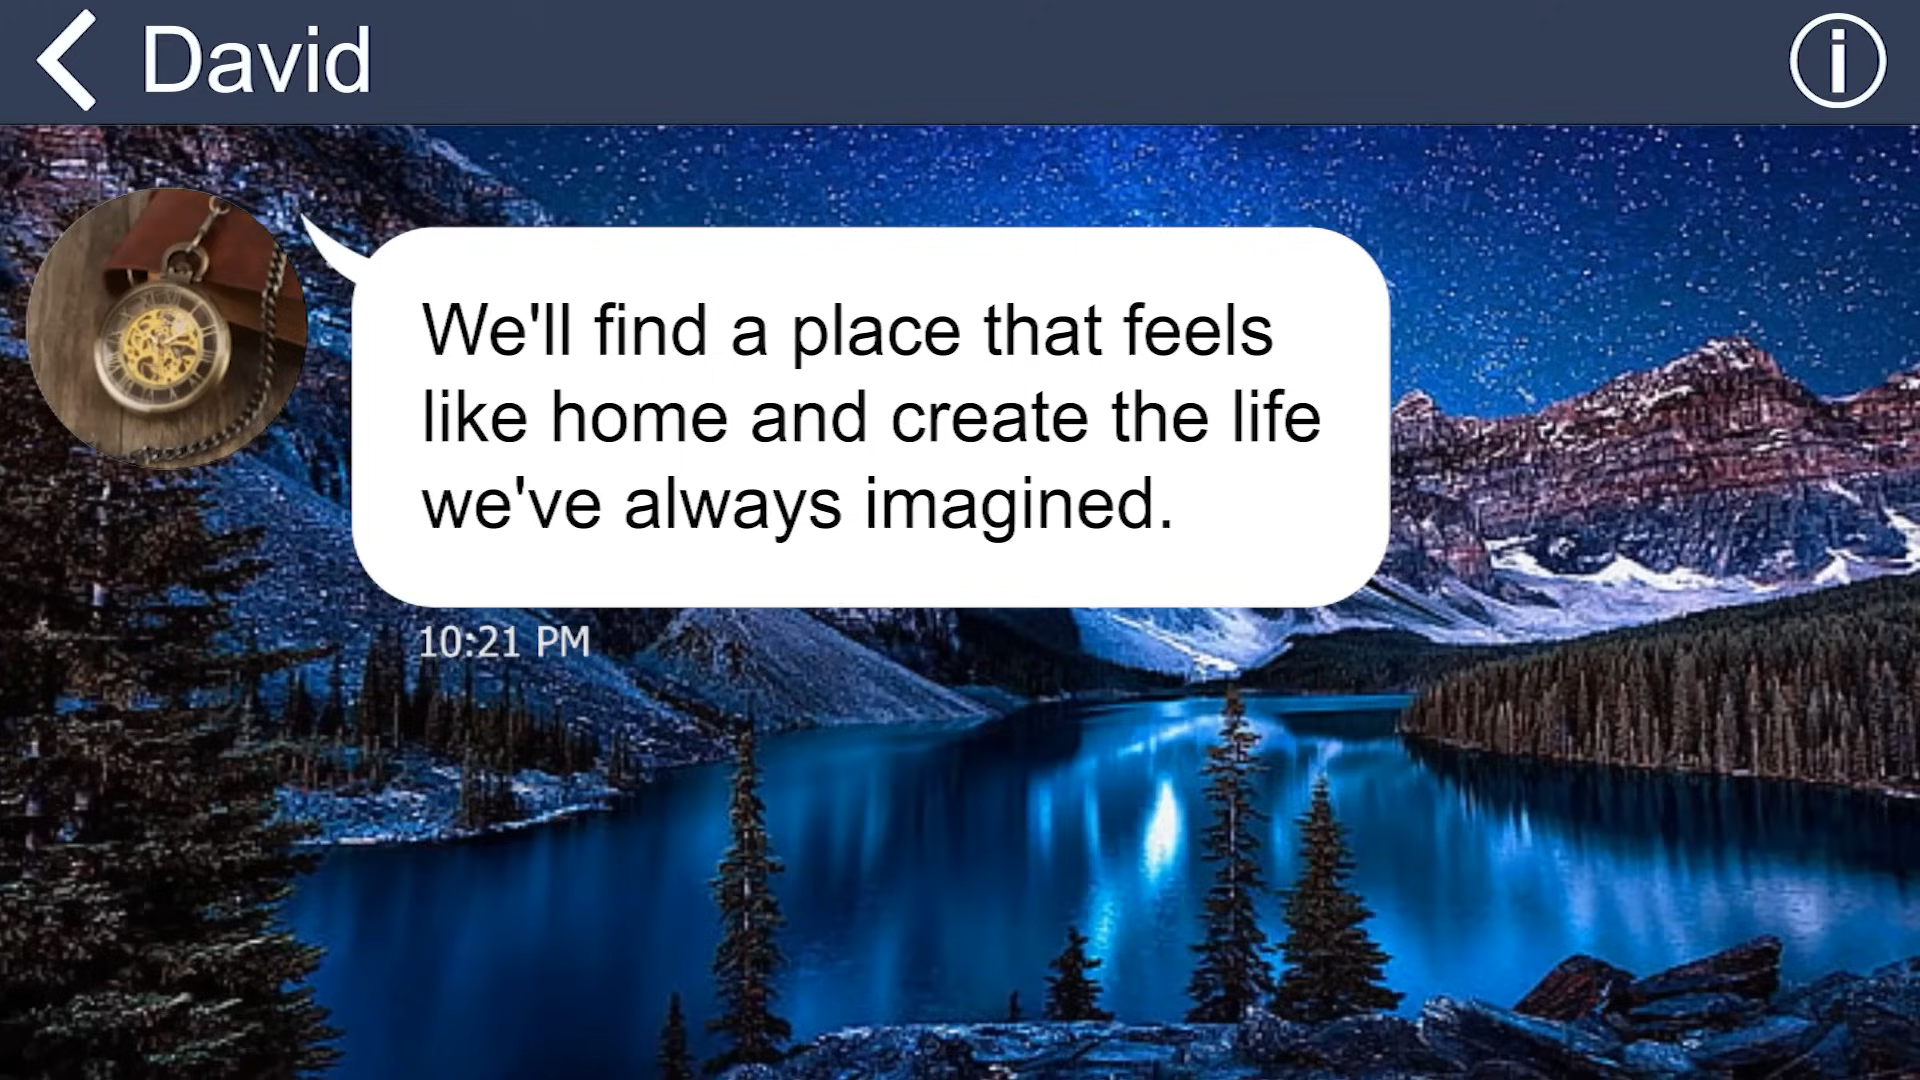 David
We'll find a place that feels
like home and create the life
we've always imagined.
10:21 PM